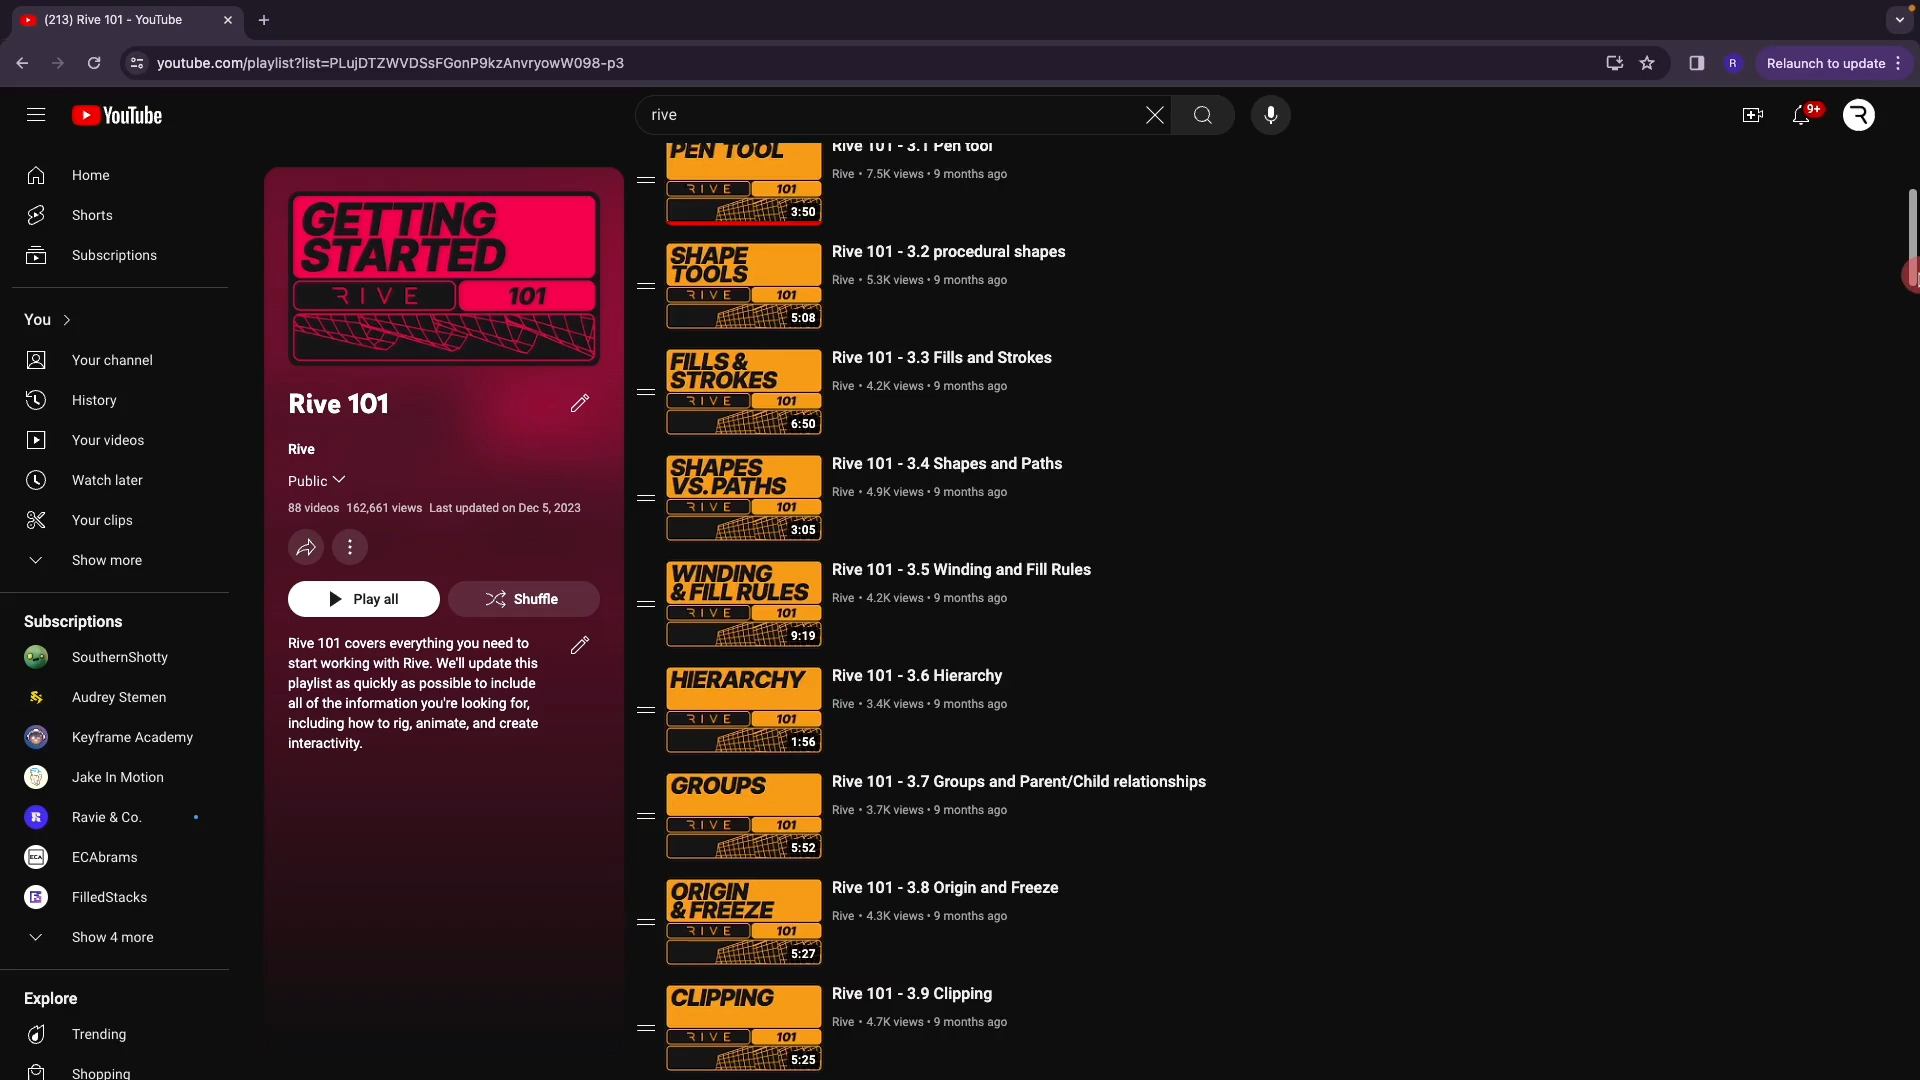 (213) Rive 101 - YouTube
youtube.com/playlist?list=PLujDTZWVDSsFGonP9kzAnvryowW098-p3
R
Relaunch to update
YouTube
rive
9+
Home
Shorts
Subscriptions
You
Your channel
History
Your videos
Watch later
Your clips
Show more
Subscriptions
SouthernShotty
Audrey Stemen
Keyframe Academy
Jake In Motion
Ravie & Co.
ECA
ECAbrams
FilledStacks
Show 4 more
Explore
Trending
Shopping
GETTING
STARTED
RIVE 101
Rive 101
Rive
Public
88 videos 162,661 views Last updated on Dec 5, 2023
Play all
Shuffle
Rive 101 covers everything you need to
start working with Rive. We'll update this
playlist as quickly as possible to include
all of the information you're looking for,
including how to rig, animate, and create
interactivity.
PEN TOOL
RIVE 101
3:50
Rive 101 - 3.1 Pen tool
Rive • 7.5K views • 9 months ago
SHAPE
TOOLS
RIVE 101
5:08
Rive 101 - 3.2 procedural shapes
Rive • 5.3K views • 9 months ago
FILLS &
STROKES
RIVE 101
6:50
Rive 101 - 3.3 Fills and Strokes
Rive • 4.2K views • 9 months ago
SHAPES
VS. PATHS
RIVE 101
3:05
Rive 101 - 3.4 Shapes and Paths
Rive • 4.9K views • 9 months ago
WINDING
& FILL RULES
RIVE 101
9:19
Rive 101 - 3.5 Winding and Fill Rules
Rive • 4.2K views • 9 months ago
HIERARCHY
RIVE 101
1:56
Rive 101 - 3.6 Hierarchy
Rive • 3.4K views • 9 months ago
GROUPS
RIVE 101
5:52
Rive 101 - 3.7 Groups and Parent/Child relationships
Rive • 3.7K views • 9 months ago
ORIGIN
& FREEZE
RIVE 101
5:27
Rive 101 - 3.8 Origin and Freeze
Rive • 4.3K views • 9 months ago
CLIPPING
RIVE 101
5:25
Rive 101 - 3.9 Clipping
Rive • 4.7K views • 9 months ago